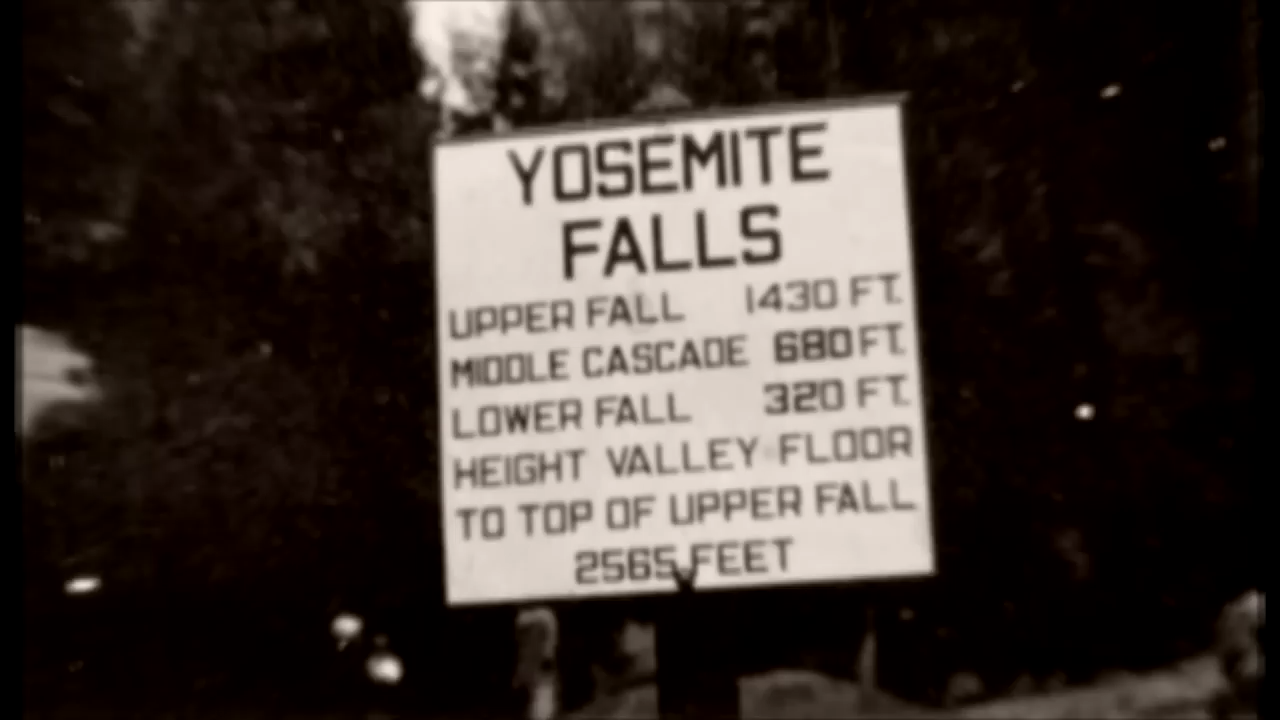 YOSEMITE
FALLS
UPPER FALL 1430 FT.
MIDDLE CASCADE 680 FT.
LOWER FALL 320 FT.
HEIGHT VALLEY FLOOR
TO TOP OF UPPER FALL
2565 FEET